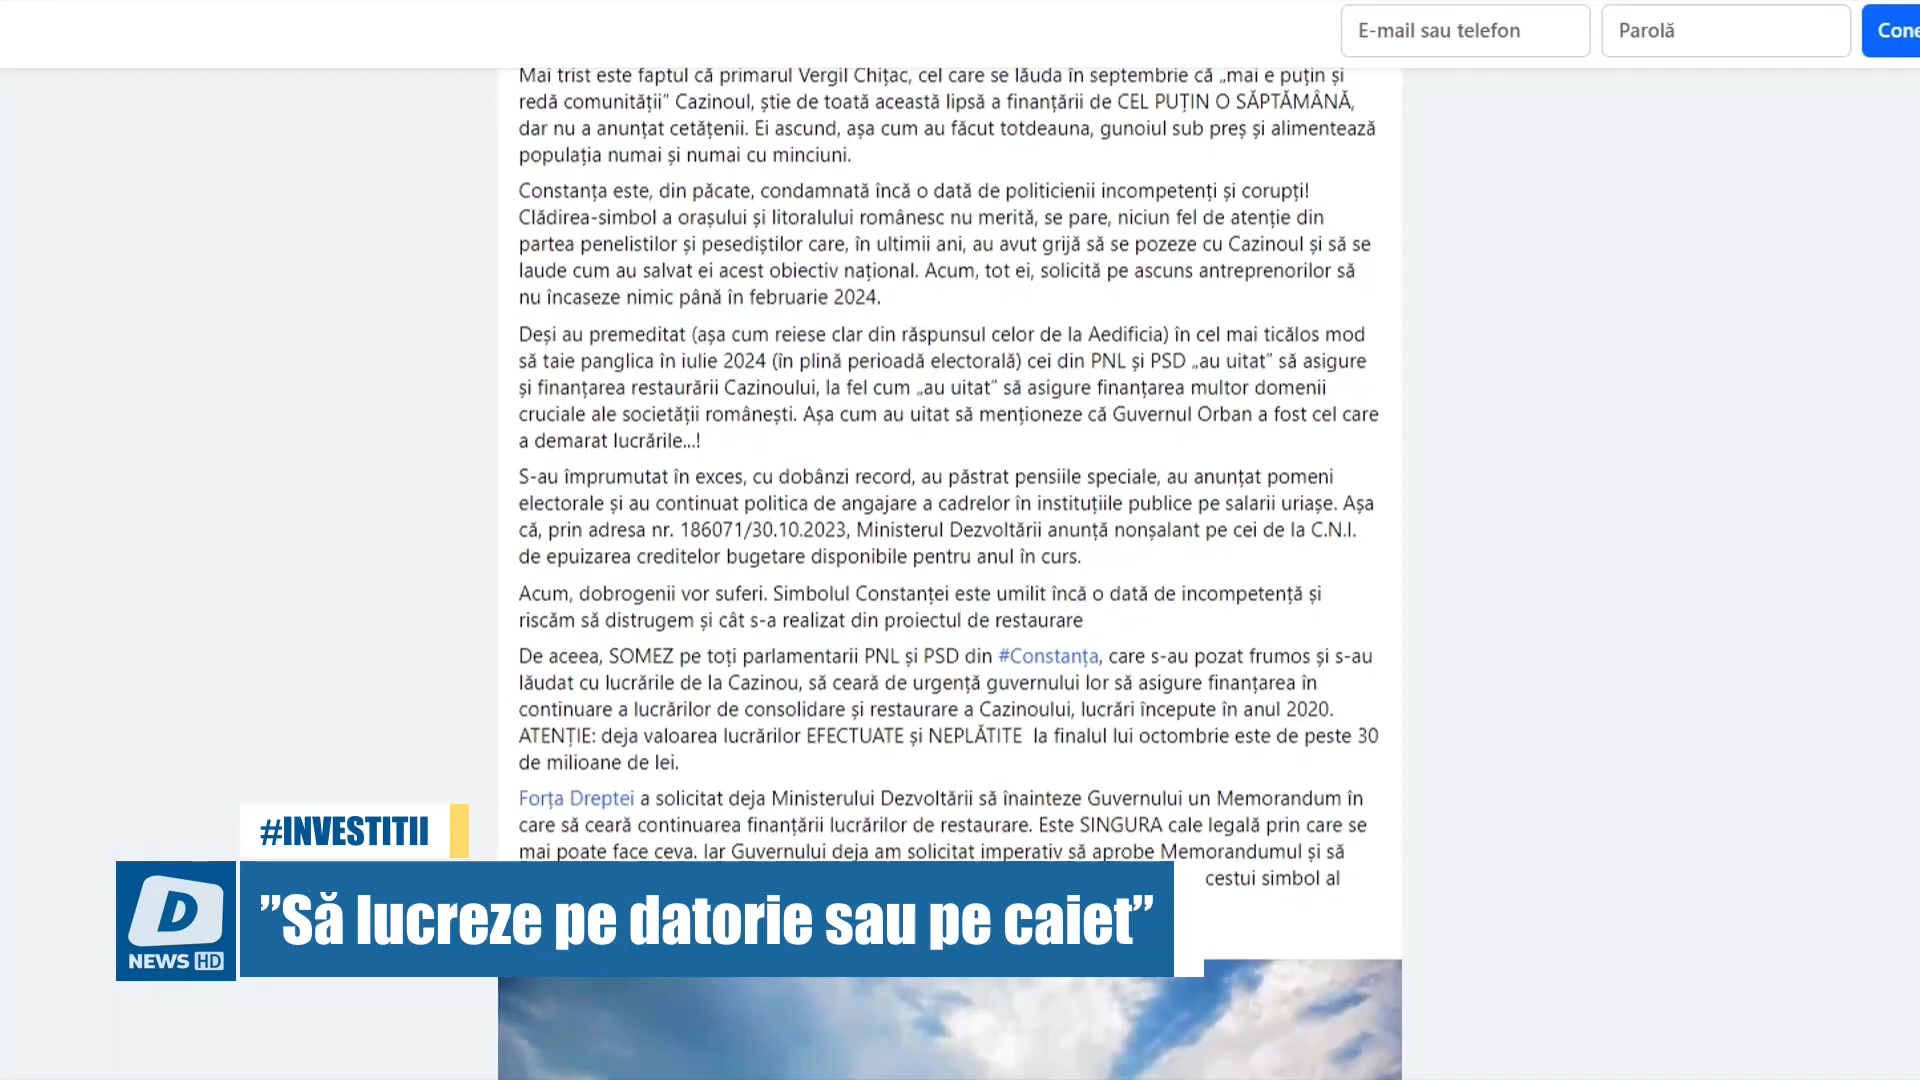 E-mail sau telefon
Parolă
Mai trist este faptul că primarul Vergil Chițac, cel care se lăuda în septembrie că „mai e puțin și
redă comunității” Cazinoul, știe de toată această lipsă a finanțării de CEL PUȚIN O SĂPTĂMÂNĂ,
dar nu a anunțat cetățenii. Ei ascund, așa cum au făcut totdeauna, gunoiul sub preș și alimentează
populația numai și numai cu minciuni.
Constanța este, din păcate, condamnată încă o dată de politicienii incompetenți și corupți!
Clădirea-simbol a orașului și litoralului românesc nu merită, se pare, niciun fel de atenție din
partea penelistilor și pesediștilor care, în ultimii ani, au avut grijă să se pozeze cu Cazinoul și să se
laude cum au salvat ei acest obiectiv național. Acum, tot ei, solicită pe ascuns antreprenorilor să
nu încaseze nimic până în februarie 2024.
Deși au premeditat (așa cum reiese clar din răspunsul celor de la Aedificia) în cel mai ticălos mod
să taie panglica în iulie 2024 (în plină perioadă electorală) cei din PNL și PSD „au uitat” să asigure
și finanțarea restaurării Cazinoului, la fel cum „au uitat” să asigure finanțarea multor domenii
cruciale ale societății românești. Așa cum au uitat să menționeze că Guvernul Orban a fost cel care
a demarat lucrările...!
S-au împrumutat în exces, cu dobânzi record, au păstrat pensiile speciale, au anunțat pomeni
electorale și au continuat politica de angajare a cadrelor în instituțiile publice pe salarii uriașe. Așa
că, prin adresa nr. 186071/30.10.2023, Ministerul Dezvoltării anunță nonșalant pe cei de la C.N.I.
de epuizarea creditelor bugetare disponibile pentru anul în curs.
Acum, dobrogenii vor suferi. Simbolul Constanței este umilit încă o dată de incompetență și
riscăm să distrugem și cât s-a realizat din proiectul de restaurare
De aceea, SOMEZ pe toți parlamentarii PNL și PSD din #Constanța, care s-au pozat frumos și s-au
lăudat cu lucrările de la Cazinou, să ceară de urgență guvernului lor să asigure finanțarea în
continuare a lucrărilor de consolidare și restaurare a Cazinoului, lucrări începute în anul 2020.
ATENȚIE: deja valoarea lucrărilor EFECTUATE și NEPLĂTITE la finalul lui octombrie este de peste 30
de milioane de lei.
Forța Dreptei a solicitat deja Ministerului Dezvoltării să înainteze Guvernului un Memorandum în
care să ceară continuarea finanțării lucrărilor de restaurare. Este SINGURA cale legală prin care se
mai poate face ceva. Iar Guvernului deja am solicitat imperativ să aprobe Memorandumul și să
cestui simbol al
#INVESTITII
”Să lucreze pe datorie sau pe caiet”
D
NEWS HD